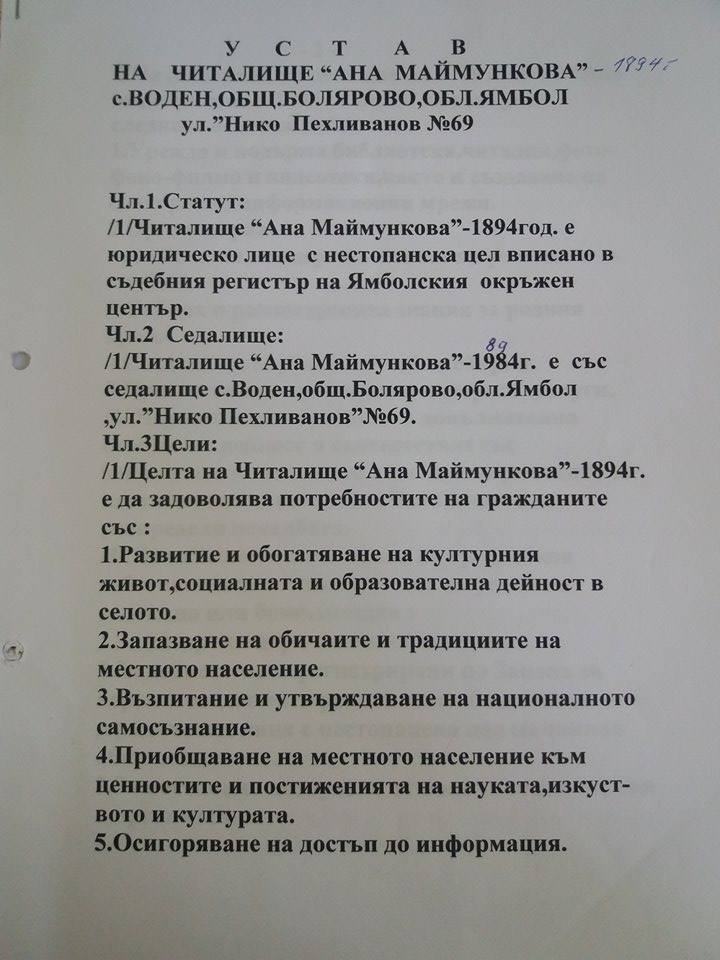 У С Т А В
НА ЧИТАЛИЩЕ “АНА МАЙМУНКОВА” – 1894г
с.ВОДЕН,ОБЩ.БОЛЯРОВО,ОБЛ.ЯМБОЛ
ул.”Нико Пехливанов №69
Чл.1.Статут:
/1/Читалище “Ана Маймункова”-1894год. е
юридическо лице с нестопанска цел вписано в
съдебния регистър на Ямболския окръжен
център.
Чл.2 Седалище:
89
/1/Читалище “Ана Маймункова”-1984г. е със
седалище с.Воден,общ.Болярово,обл.Ямбол
,ул.”Нико Пехливанов”№69.
Чл.3Цели:
/1/Целта на Читалище “Ана Маймункова”-1894г.
е да задоволява потребностите на гражданите
със :
1.Развитие и обогатяване на културния
живот,социалната и образователна дейност в
селото.
2.Запазване на обичаите и традициите на
местното население.
3.Възпитание и утвърждаване на националното
самосъзнание.
4.Приобщаване на местното население към
ценностите и постиженията на науката,изкуст-
вото и културата.
5.Осигоряване на достъп до информация.